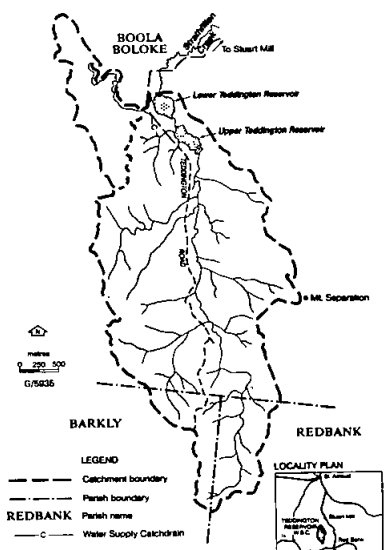 BOOLA
BOLOKE
Strathfillan
To Stuart Mill
Lower Teddington Reservoir
Upper Teddington Reservoir
C
TEDDINGTON
ROAD
Mt. Separation
N
metres
0 250 500
G/5935
BARKLY
REDBANK
LEGEND
Catchment boundary
Parish boundary
REDBANK Parish name
C Water Supply Catchdrain
LOCALITY PLAN
St. Arnaud
Stuart Mill
TEDDINGTON
RESERVOIR
W.S.C.
Red Bank